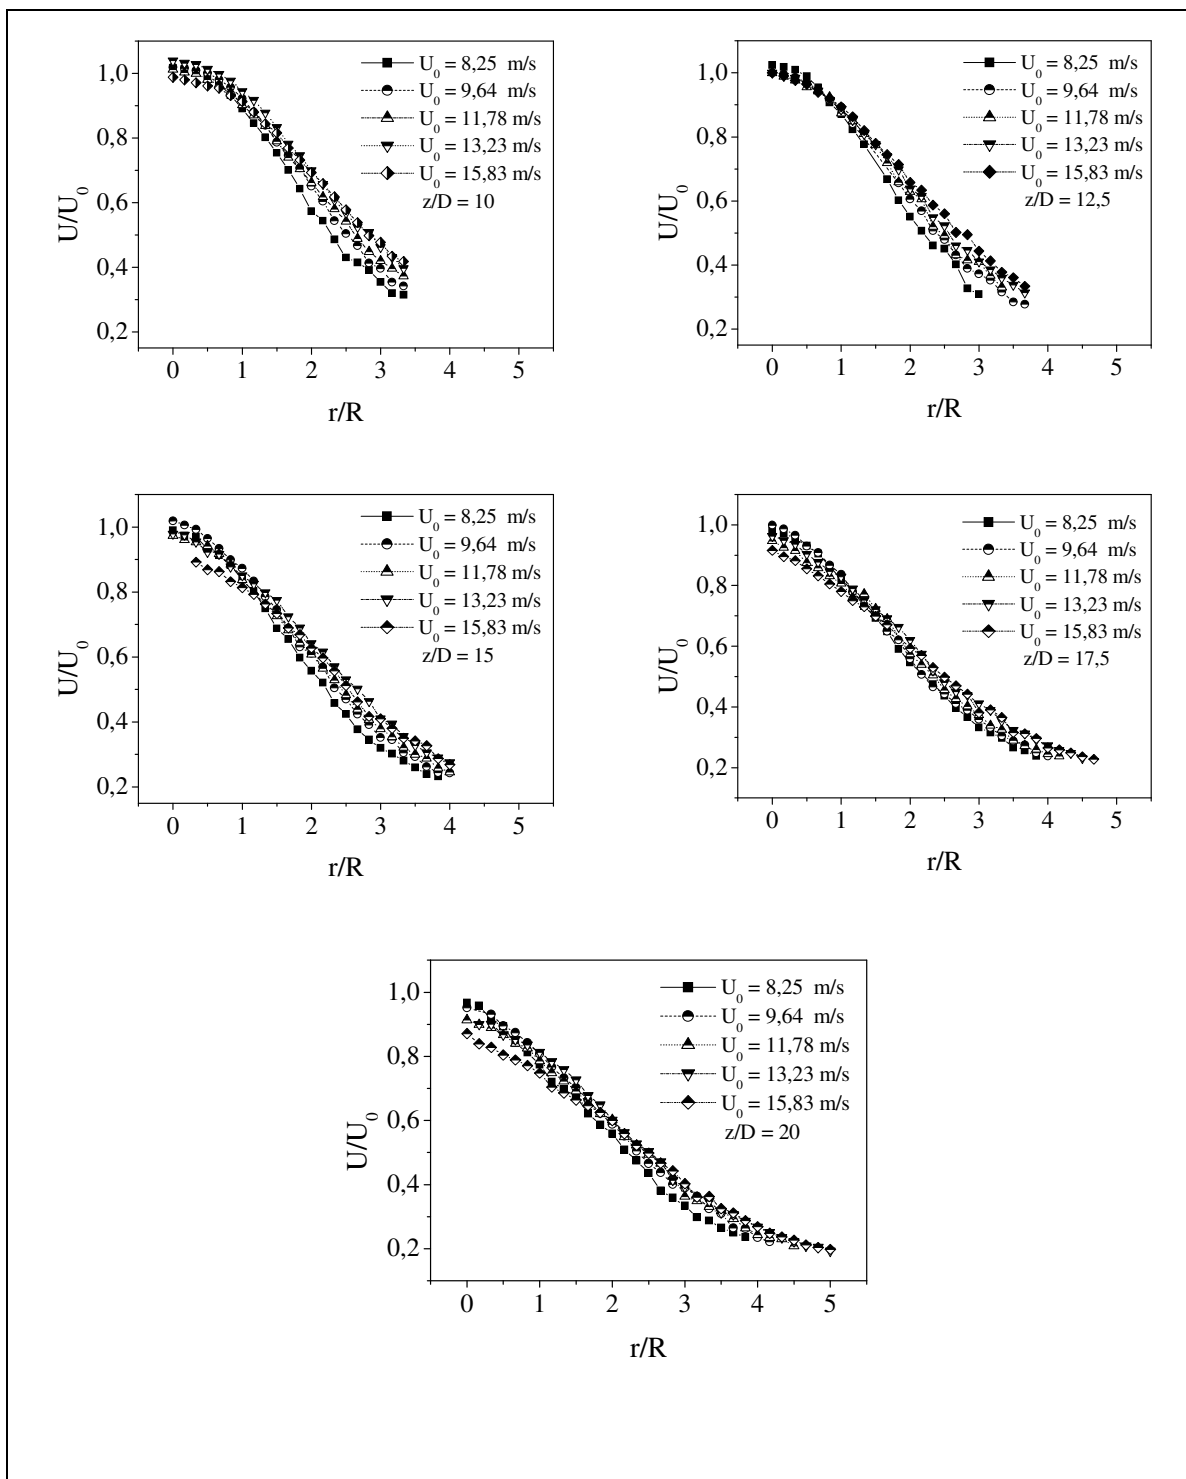 U₀ = 8,25 m/s
U₀ = 9,64 m/s
U₀ = 11,78 m/s
U₀ = 13,23 m/s
U₀ = 15,83 m/s
z/D = 10
U/U₀
1,0
0,8
0,6
0,4
0,2
0 1 2 3 4 5
r/R
U₀ = 8,25 m/s
U₀ = 9,64 m/s
U₀ = 11,78 m/s
U₀ = 13,23 m/s
U₀ = 15,83 m/s
z/D = 12,5
U/U₀
1,0
0,8
0,6
0,4
0,2
0 1 2 3 4 5
r/R
U₀ = 8,25 m/s
U₀ = 9,64 m/s
U₀ = 11,78 m/s
U₀ = 13,23 m/s
U₀ = 15,83 m/s
z/D = 15
U/U₀
1,0
0,8
0,6
0,4
0,2
0 1 2 3 4 5
r/R
U₀ = 8,25 m/s
U₀ = 9,64 m/s
U₀ = 11,78 m/s
U₀ = 13,23 m/s
U₀ = 15,83 m/s
z/D = 17,5
U/U₀
1,0
0,8
0,6
0,4
0,2
0 1 2 3 4 5
r/R
U₀ = 8,25 m/s
U₀ = 9,64 m/s
U₀ = 11,78 m/s
U₀ = 13,23 m/s
U₀ = 15,83 m/s
z/D = 20
U/U₀
1,0
0,8
0,6
0,4
0,2
0 1 2 3 4 5
r/R